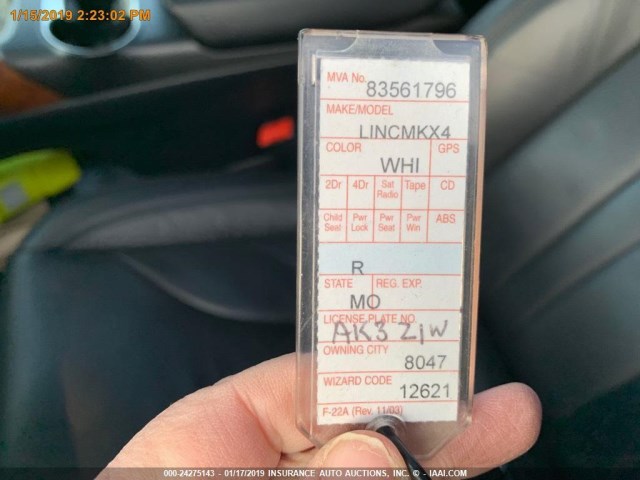 1/15/2019 2:23:02 PM
MVA No. 83561796
MAKE/MODEL
LINCMKX4
COLOR GPS
WHI
2Dr 4Dr Sat Radio Tape CD
Child Seat Pwr Lock Pwr Seat Pwr Win ABS
R
STATE REG. EXP.
MO
LICENSE PLATE NO.
AK3 Z1W
OWNING CITY
8047
WIZARD CODE
12621
F-22A (Rev. 11/03)
000-24275143 - 01/17/2019 INSURANCE AUTO AUCTIONS, INC. - IAAI.COM